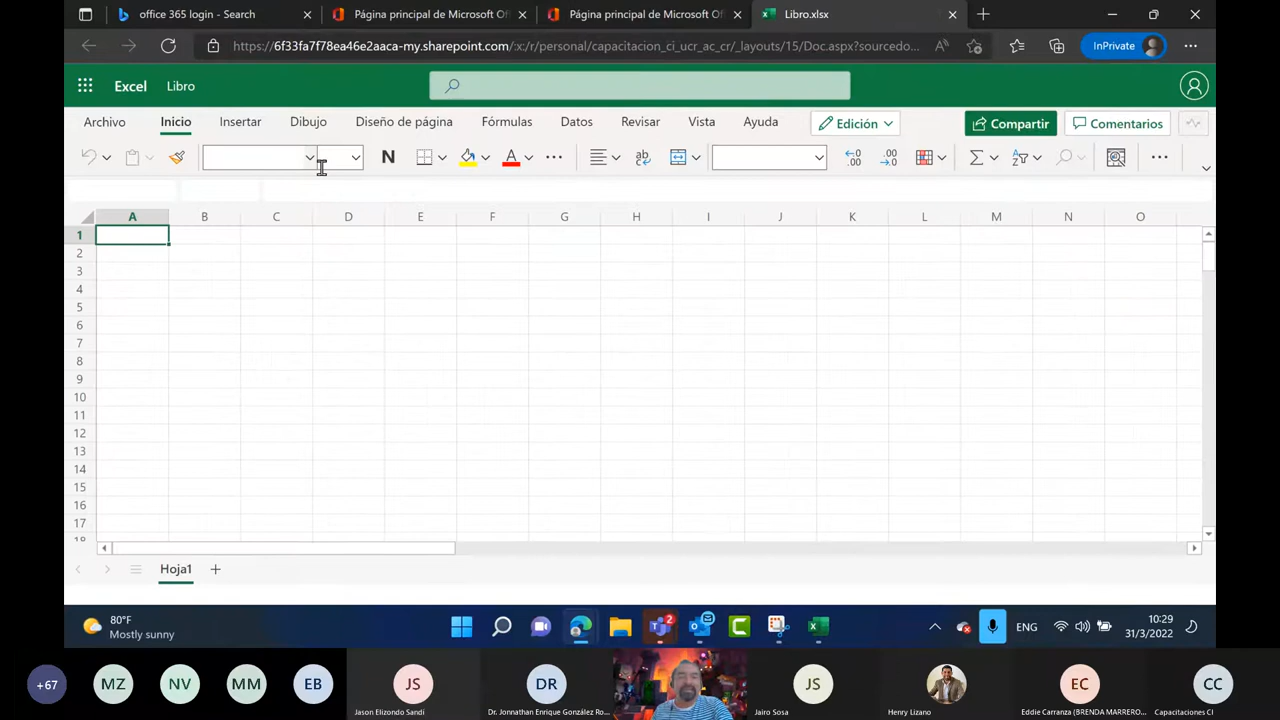 office 365 login - Search
Página principal de Microsoft Of
Página principal de Microsoft Of
Libro.xlsx
https://6f33fa7f78ea46e2aaca-my.sharepoint.com/:x:/r/personal/capacitacion_ci_ucr_ac_cr/_layouts/15/Doc.aspx?sourcedo...
InPrivate
Excel
Libro
Archivo
Inicio
Insertar
Dibujo
Diseño de página
Fórmulas
Datos
Revisar
Vista
Ayuda
Edición
Compartir
Comentarios
N
A B C D E F G H I J K L M N O
1
2
3
4
5
6
7
8
9
10
11
12
13
14
15
16
17
18
Hoja1
80°F
Mostly sunny
2
ENG
10:29
31/3/2022
+67
MZ
NV
MM
EB
JS
DR
JS
EC
CC
Jason Elizondo Sandí
Dr. Jonnathan Enrique González Ro...
Jairo Sosa
Henry Lizano
Eddie Carranza (BRENDA MARRERO...
Capacitaciones CI